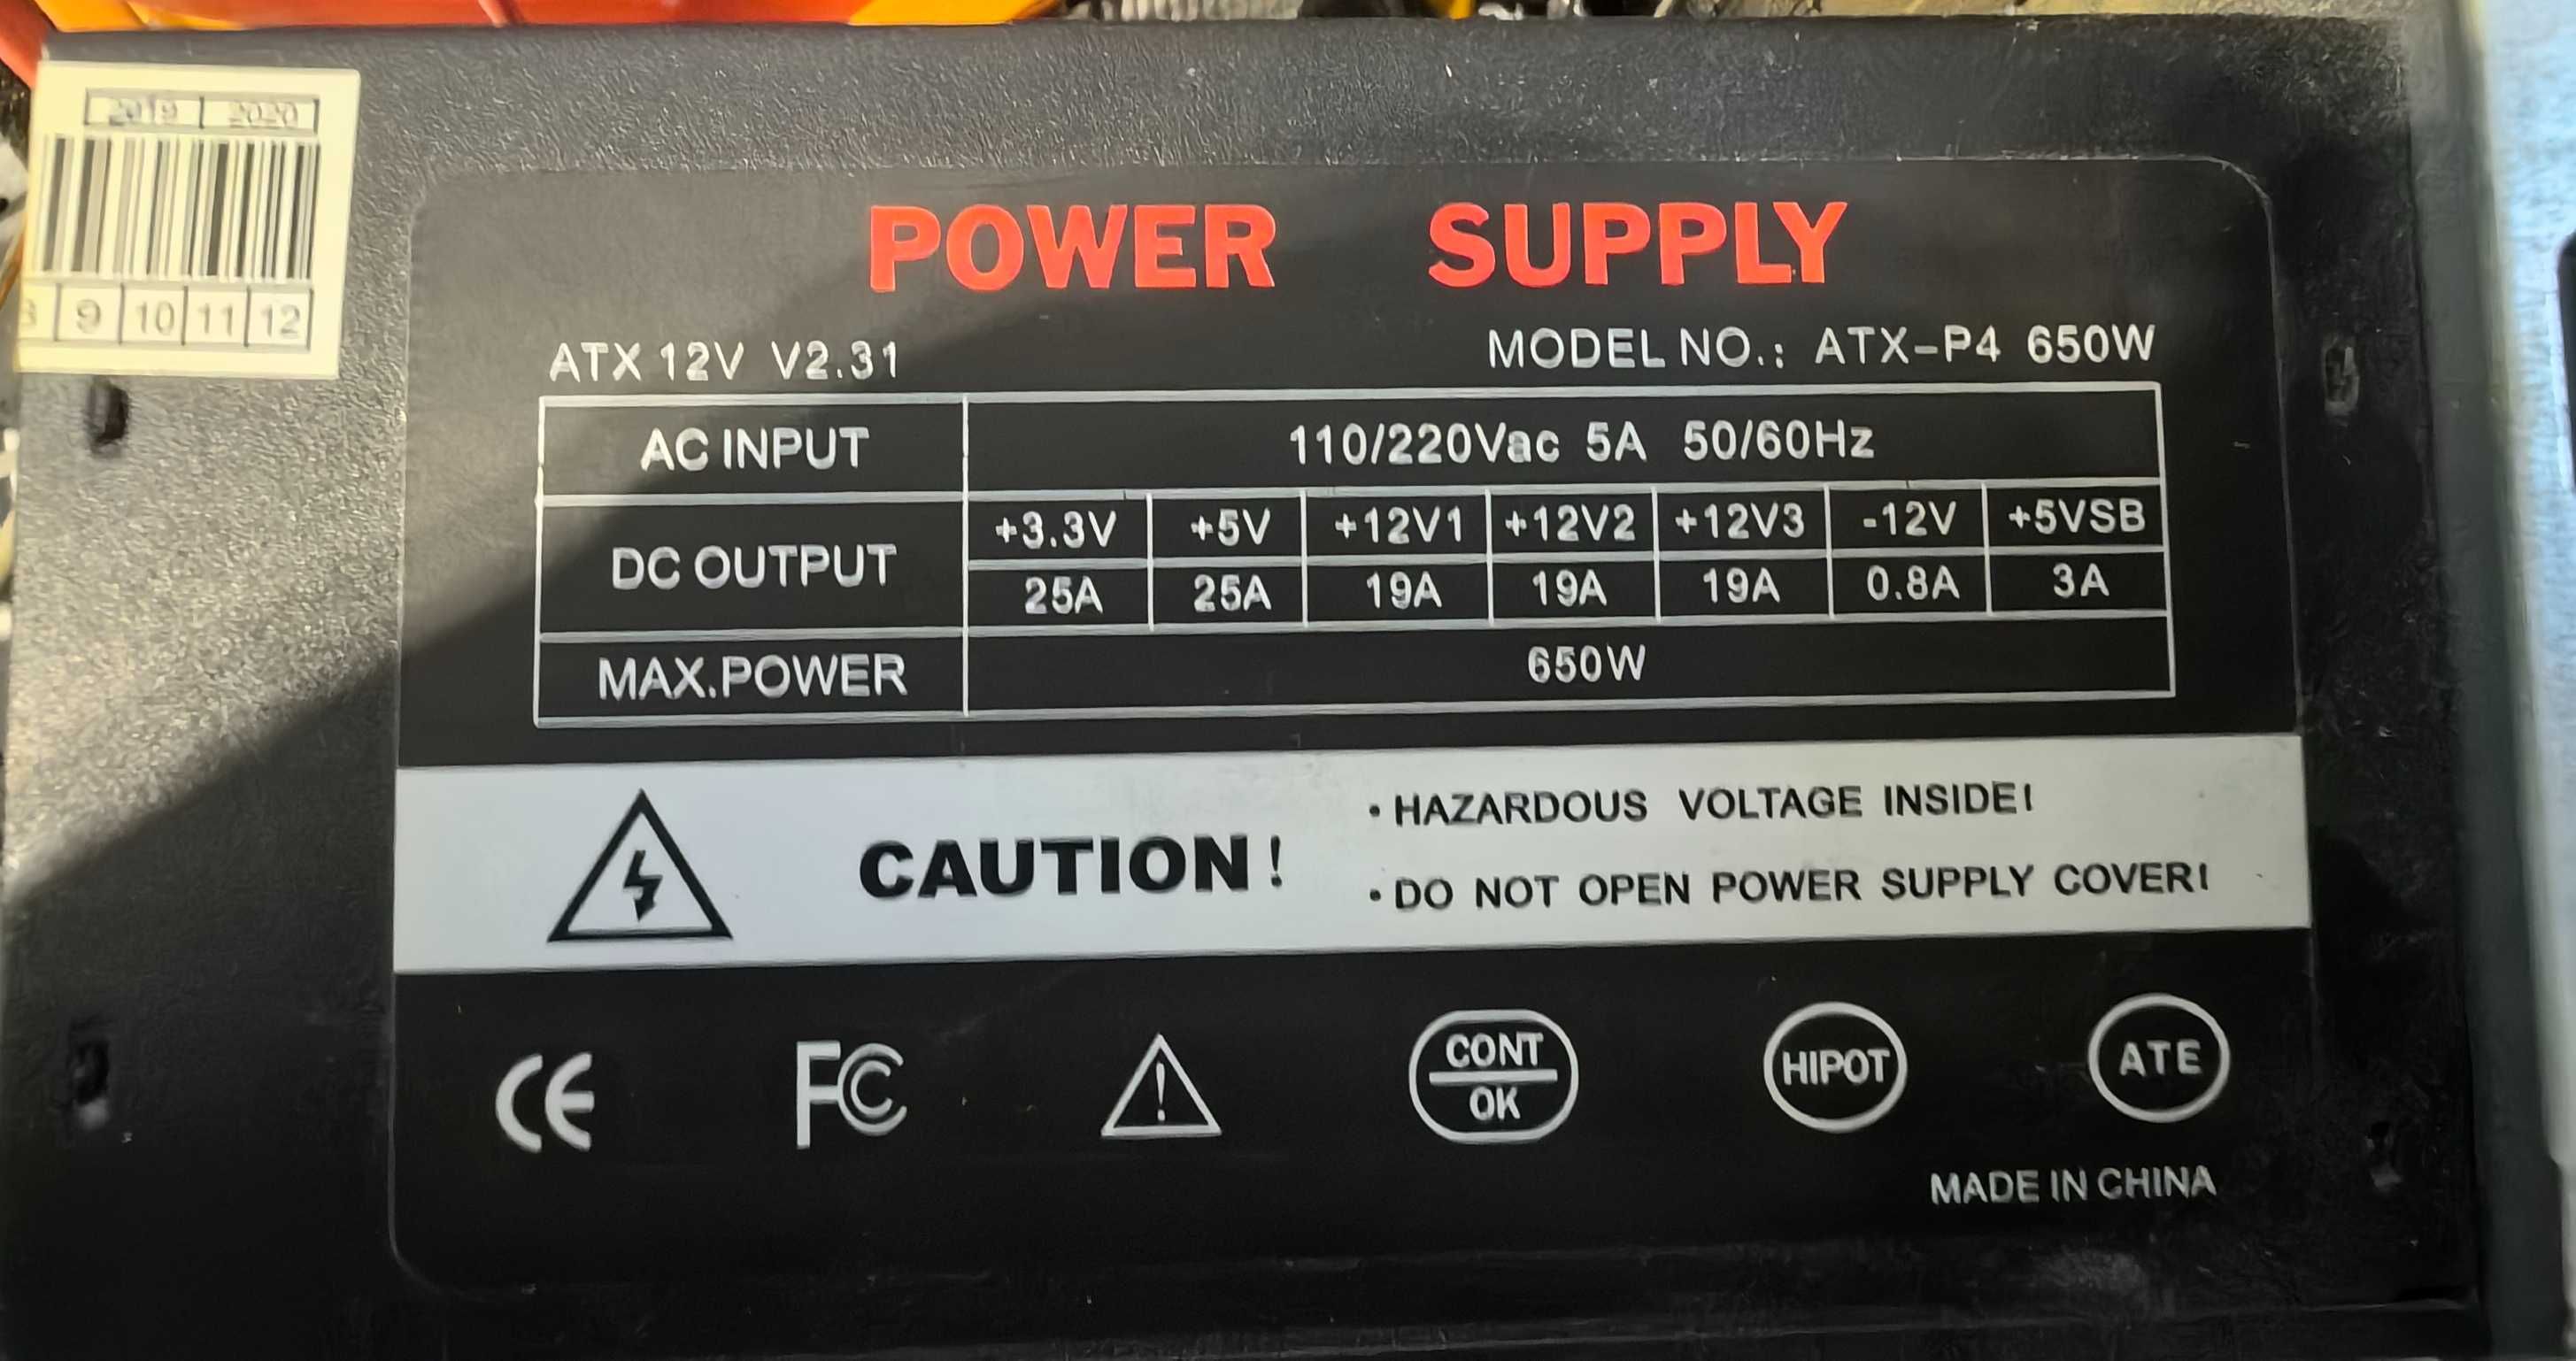 2019 2020
9 10 11 12
POWER SUPPLY
ATX 12V V2.31 MODEL NO.: ATX-P4 650W
AC INPUT 110/220Vac 5A 50/60Hz
DC OUTPUT +3.3V +5V +12V1 +12V2 +12V3 -12V +5VSB
25A 25A 19A 19A 19A 0.8A 3A
MAX.POWER 650W
CAUTION!
• HAZARDOUS VOLTAGE INSIDE!
• DO NOT OPEN POWER SUPPLY COVER!
CE FC ! CONT OK HIPOT ATE
MADE IN CHINA